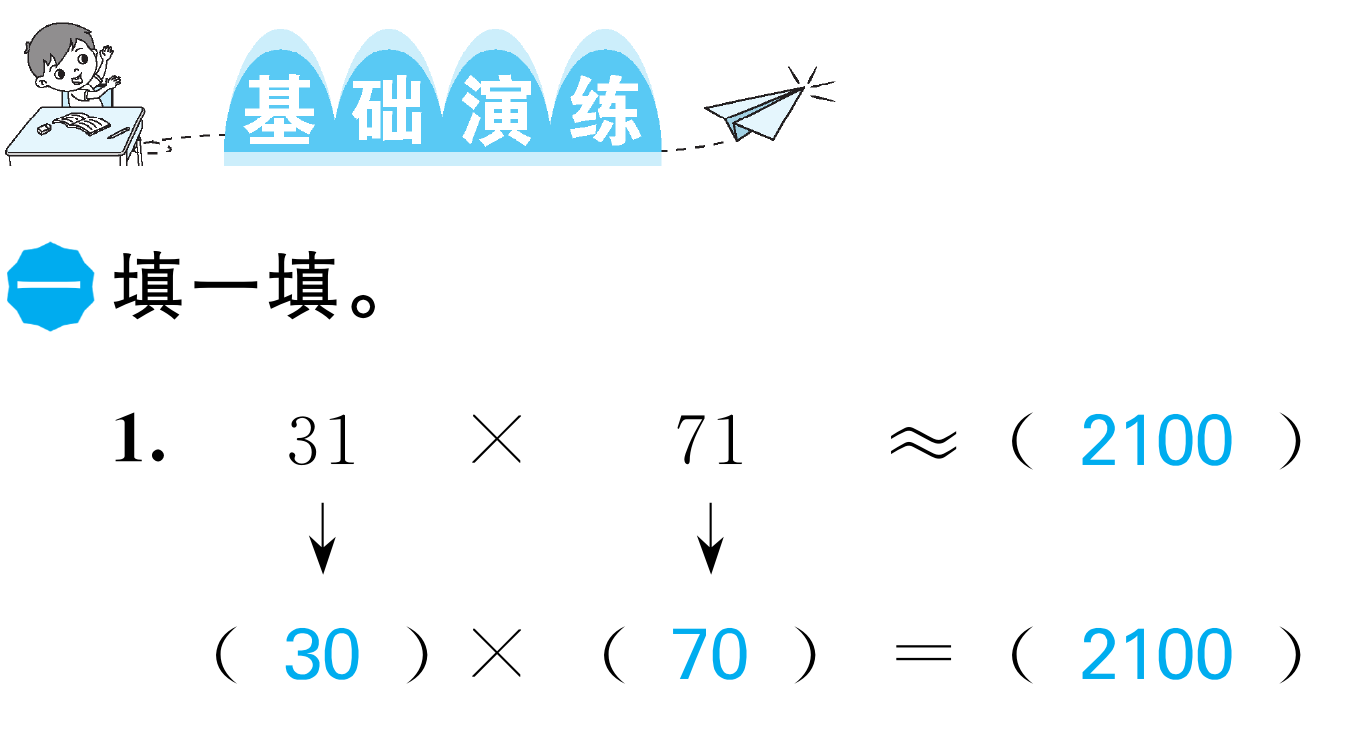 基础演练
一 填一填。
1. 31 × 71 ≈ ( 2100 )
↓ ↓
( 30 ) × ( 70 ) = ( 2100 )